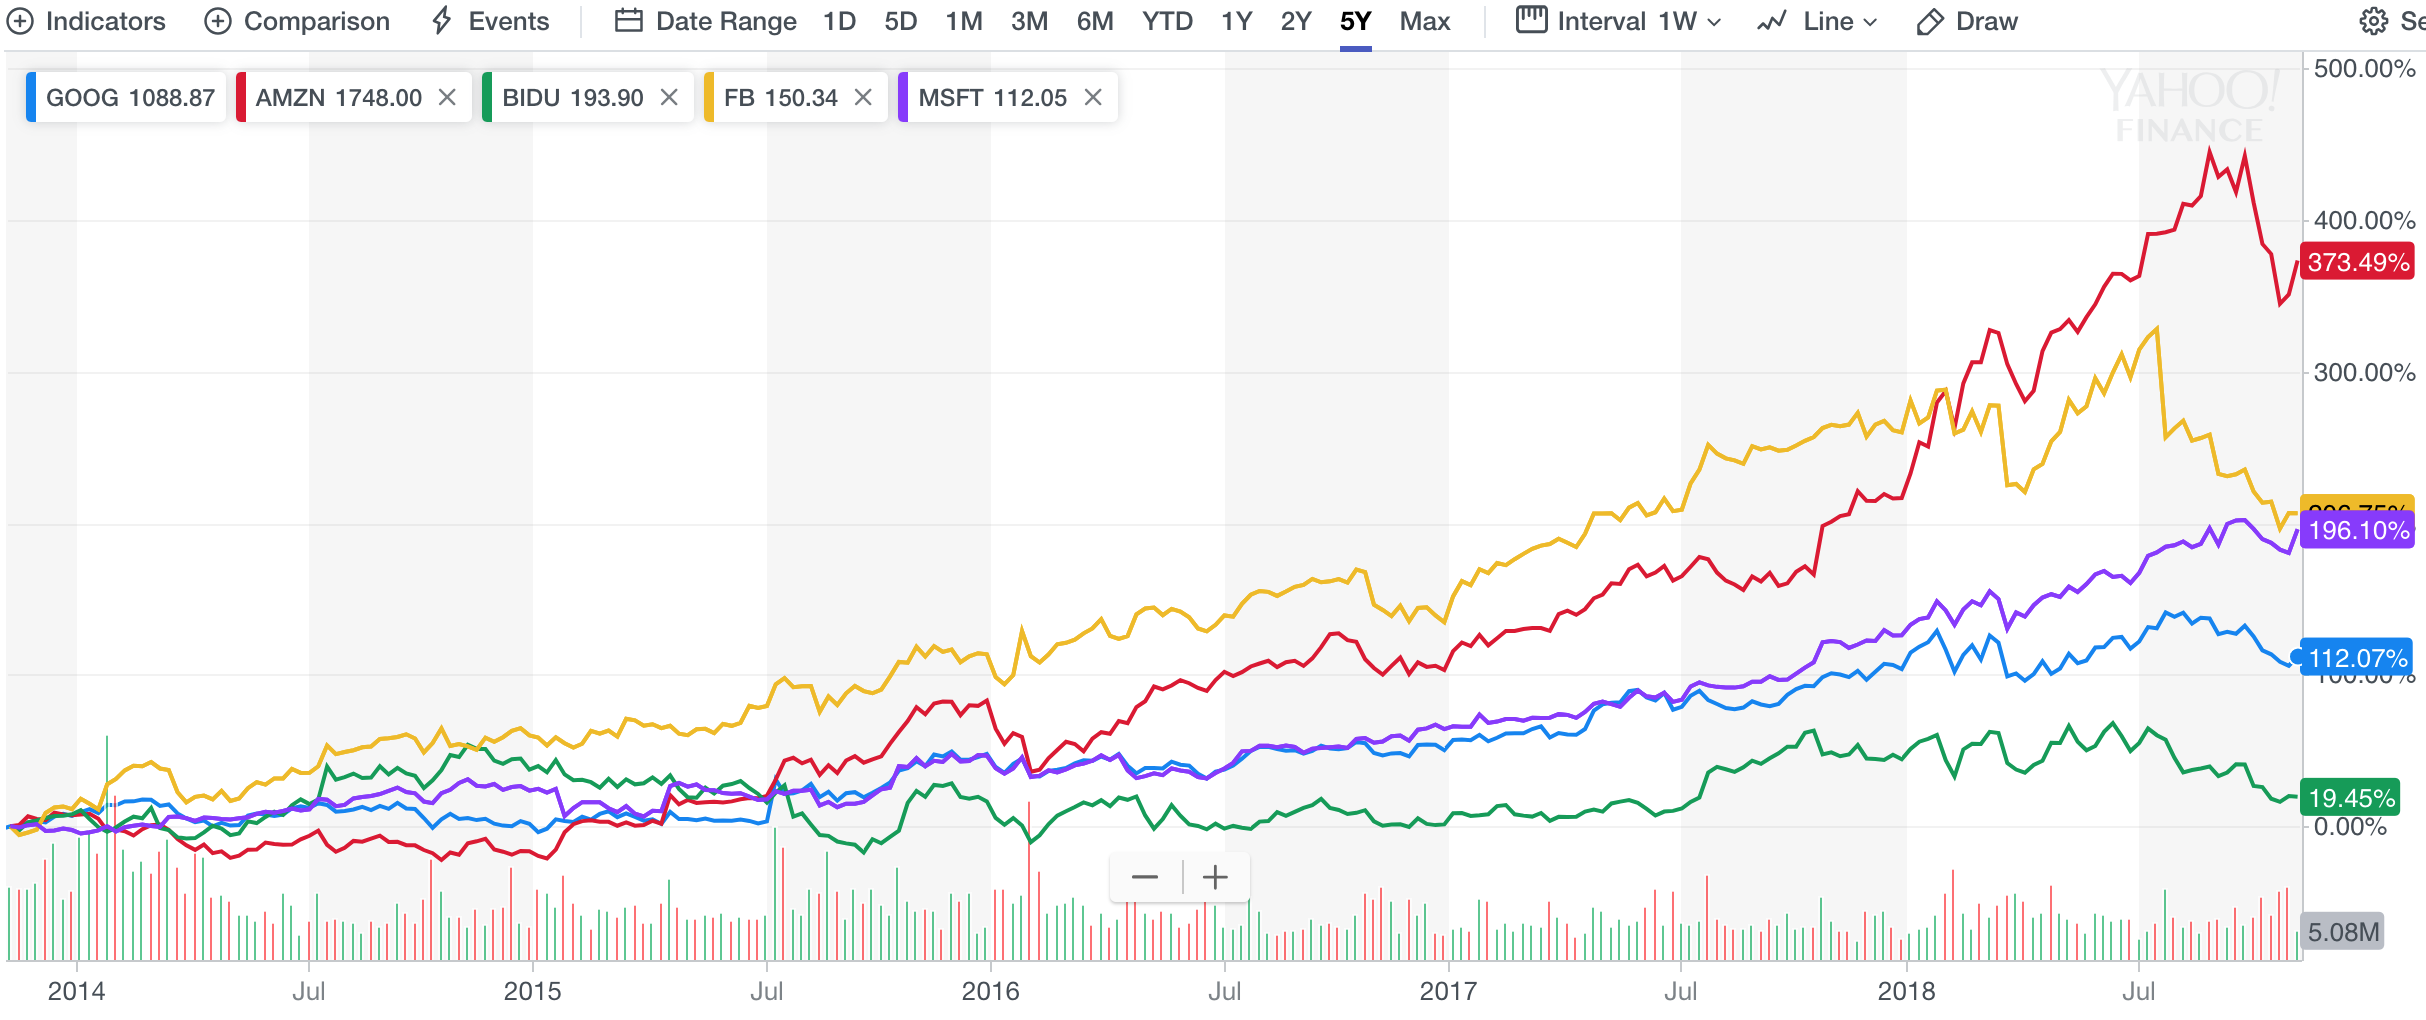 Indicators Comparison Events Date Range 1D 5D 1M 3M 6M YTD 1Y 2Y 5Y Max Interval 1W Line Draw
GOOG 1088.87 AMZN 1748.00 BIDU 193.90 FB 150.34 MSFT 112.05
YAHOO!
FINANCE
500.00%
400.00%
373.49%
300.00%
196.10%
112.07%
100.00%
19.45%
0.00%
5.08M
2014 Jul 2015 Jul 2016 Jul 2017 Jul 2018 Jul